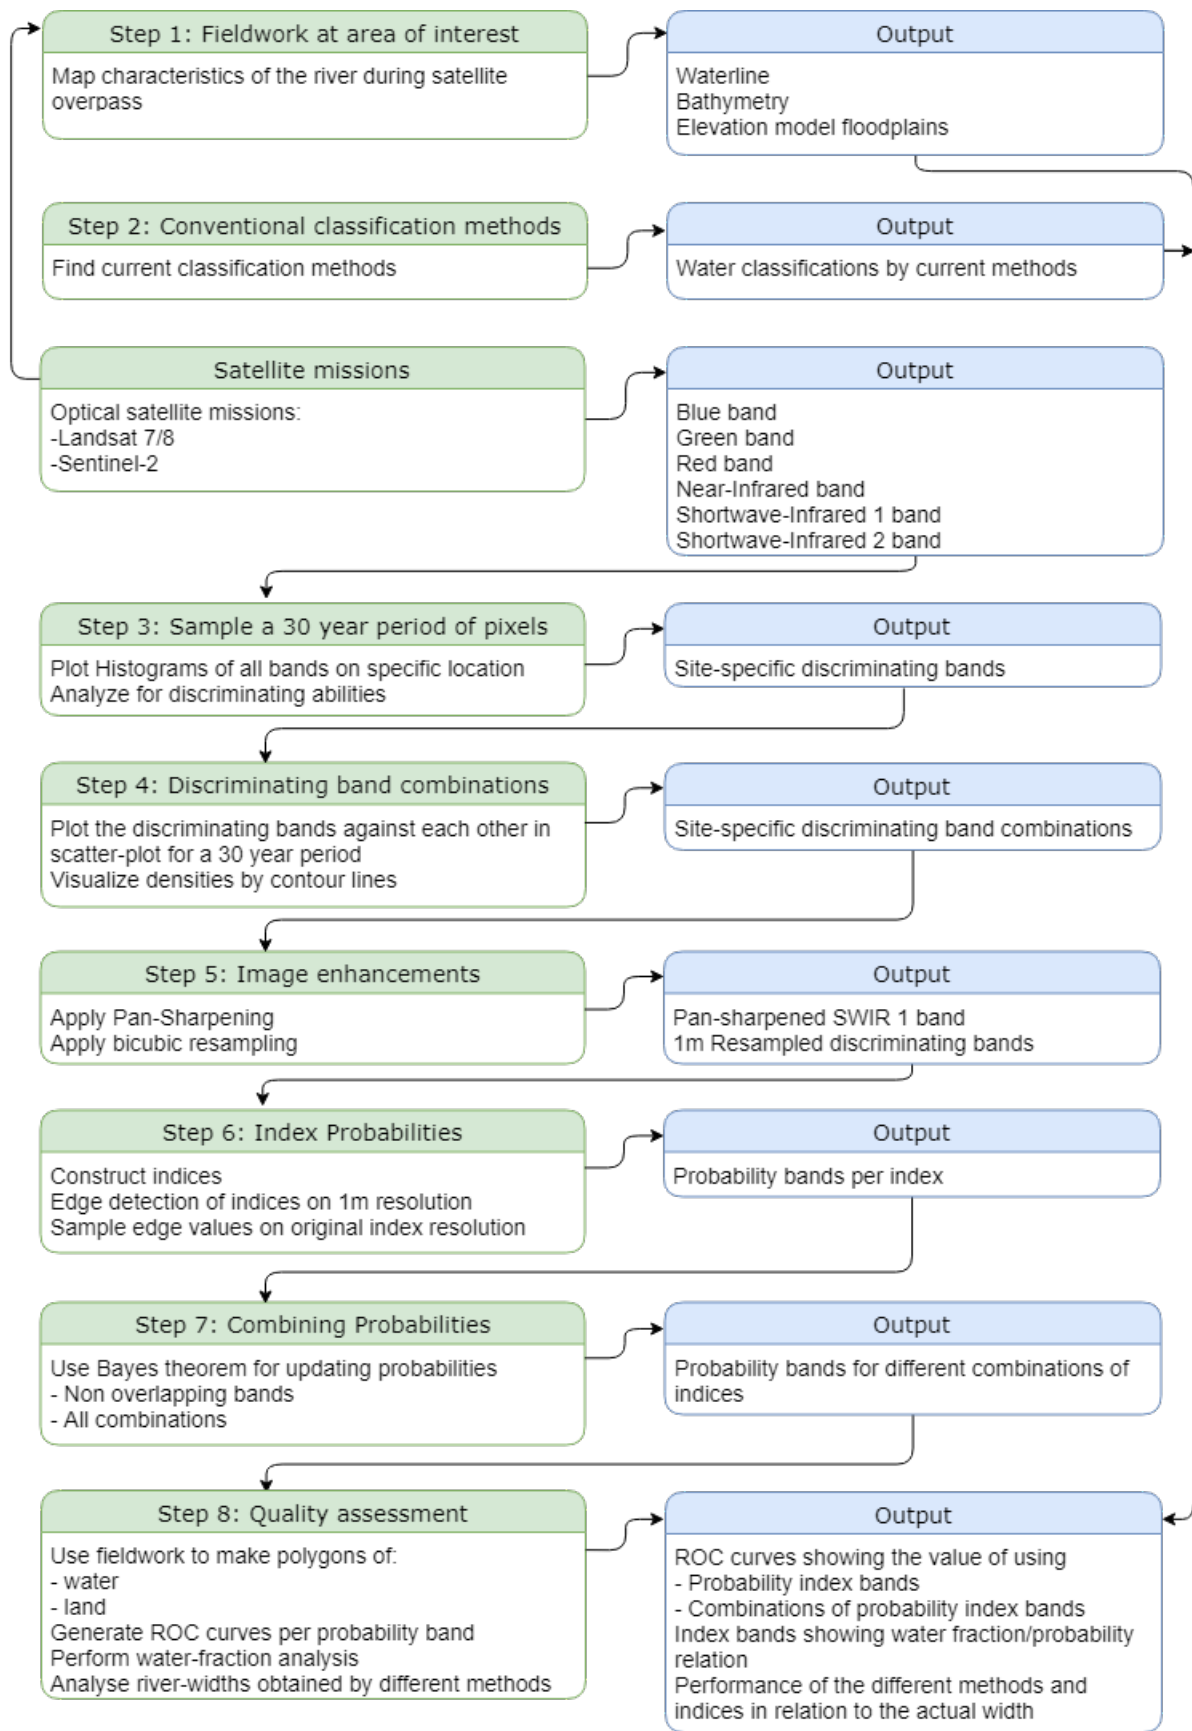 Step 1: Fieldwork at area of interest
Map characteristics of the river during satellite
overpass
Output
Waterline
Bathymetry
Elevation model floodplains
Step 2: Conventional classification methods
Find current classification methods
Output
Water classifications by current methods
Satellite missions
Optical satellite missions:
-Landsat 7/8
-Sentinel-2
Output
Blue band
Green band
Red band
Near-Infrared band
Shortwave-Infrared 1 band
Shortwave-Infrared 2 band
Step 3: Sample a 30 year period of pixels
Plot Histograms of all bands on specific location
Analyze for discriminating abilities
Output
Site-specific discriminating bands
Step 4: Discriminating band combinations
Plot the discriminating bands against each other in
scatter-plot for a 30 year period
Visualize densities by contour lines
Output
Site-specific discriminating band combinations
Step 5: Image enhancements
Apply Pan-Sharpening
Apply bicubic resampling
Output
Pan-sharpened SWIR 1 band
1m Resampled discriminating bands
Step 6: Index Probabilities
Construct indices
Edge detection of indices on 1m resolution
Sample edge values on original index resolution
Output
Probability bands per index
Step 7: Combining Probabilities
Use Bayes theorem for updating probabilities
- Non overlapping bands
- All combinations
Output
Probability bands for different combinations of
indices
Step 8: Quality assessment
Use fieldwork to make polygons of:
- water
- land
Generate ROC curves per probability band
Perform water-fraction analysis
Analyse river-widths obtained by different methods
Output
ROC curves showing the value of using
- Probability index bands
- Combinations of probability index bands
Index bands showing water fraction/probability
relation
Performance of the different methods and
indices in relation to the actual width